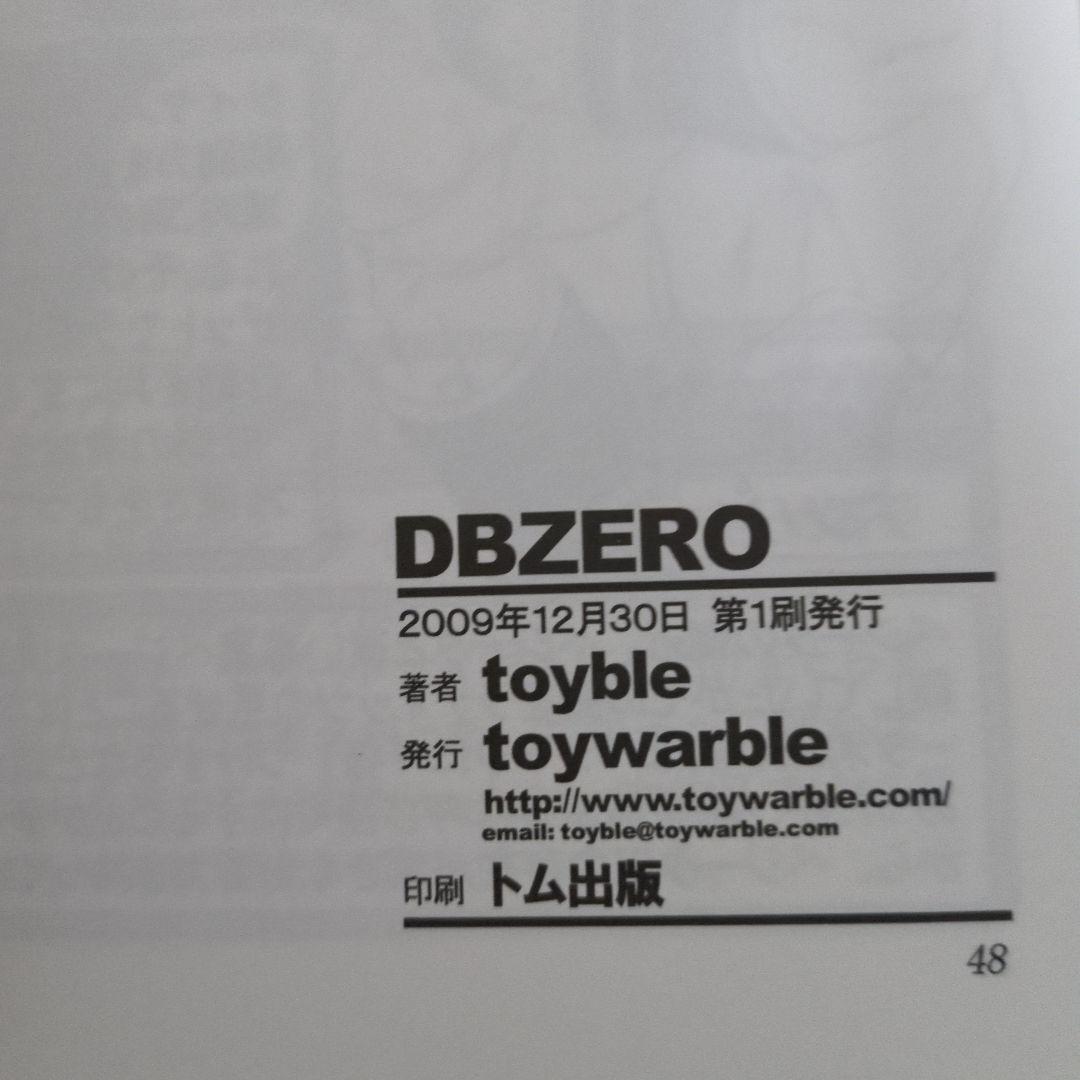 DBZERO
2009年12月30日 第1刷発行
著者 toyble
発行 toywarble
http://www.toywarble.com/
email: toyble@toywarble.com
印刷 トム出版
48